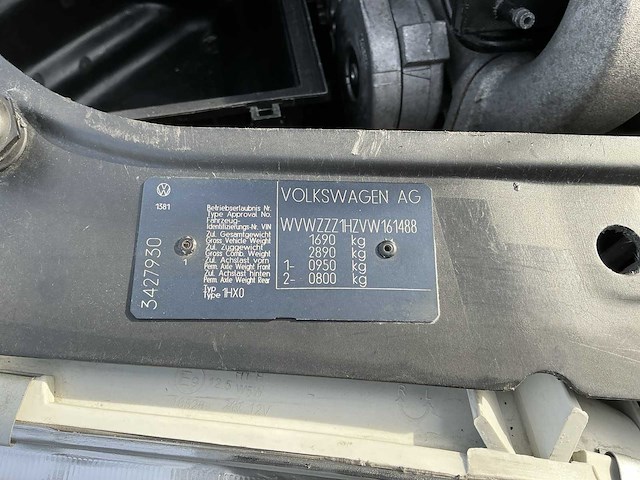 VOLKSWAGEN AG
1381
Betriebserlaubnis Nr.
Type Approval No.
Fahrzeug-
Identifizierungs-Nr. VIN
WVWZZZ1HZVW161488
Zul. Gesamtgewicht
Gross Vehicle Weight
1690 kg
Zul. Zuggewicht
Gross Comb. Weight
2890 kg
Zul. Achslast vorn
Perm. Axle Weight Front
1- 0950 kg
Zul. Achslast hinten
Perm. Axle Weight Rear
2- 0800 kg
Typ
Type 1HX0
3427930